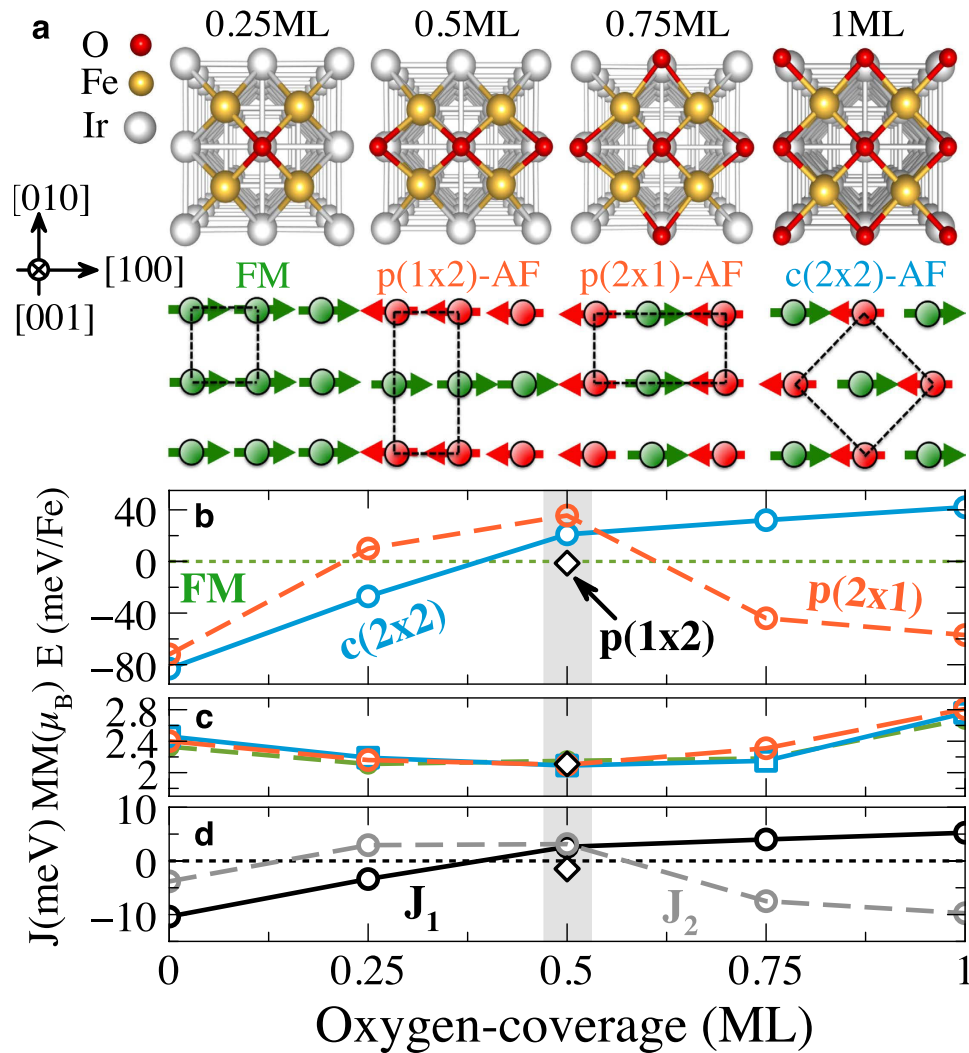 a 0.25ML 0.5ML 0.75ML 1ML
O
Fe
Ir
[010]
[100]
[001]
FM p(1x2)-AF p(2x1)-AF c(2x2)-AF
b
E (meV/Fe)
40
0
−40
−80
FM
c(2x2)
p(1x2)
p(2x1)
c
MM(μB)
2.8
2.4
2
d
J(meV)
10
0
−10
J1
J2
0 0.25 0.5 0.75 1
Oxygen-coverage (ML)